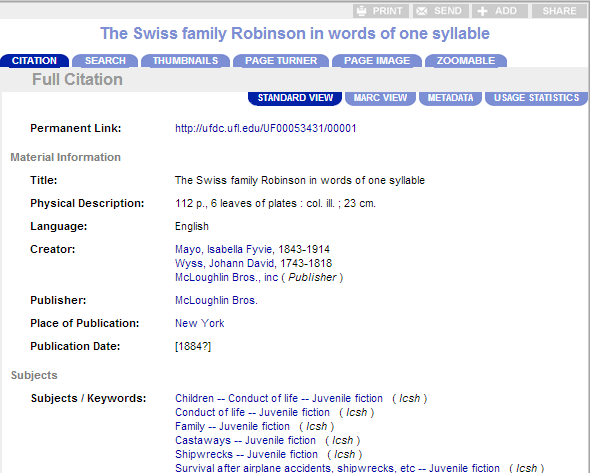 PRINT SEND ADD SHARE
The Swiss family Robinson in words of one syllable
CITATION SEARCH THUMBNAILS PAGE TURNER PAGE IMAGE ZOOMABLE
Full Citation
STANDARD VIEW MARC VIEW METADATA USAGE STATISTICS
Permanent Link: http://ufdc.ufl.edu/UF00053431/00001
Material Information
Title: The Swiss family Robinson in words of one syllable
Physical Description: 112 p., 6 leaves of plates : col. ill. ; 23 cm.
Language: English
Creator: Mayo, Isabella Fyvie, 1843-1914
Wyss, Johann David, 1743-1818
McLoughlin Bros., inc ( Publisher )
Publisher: McLoughlin Bros.
Place of Publication: New York
Publication Date: [1884?]
Subjects
Subjects / Keywords: Children -- Conduct of life -- Juvenile fiction ( lcsh )
Conduct of life -- Juvenile fiction ( lcsh )
Family -- Juvenile fiction ( lcsh )
Castaways -- Juvenile fiction ( lcsh )
Shipwrecks -- Juvenile fiction ( lcsh )
Survival after airplane accidents, shipwrecks, etc -- Juvenile fiction ( lcsh )